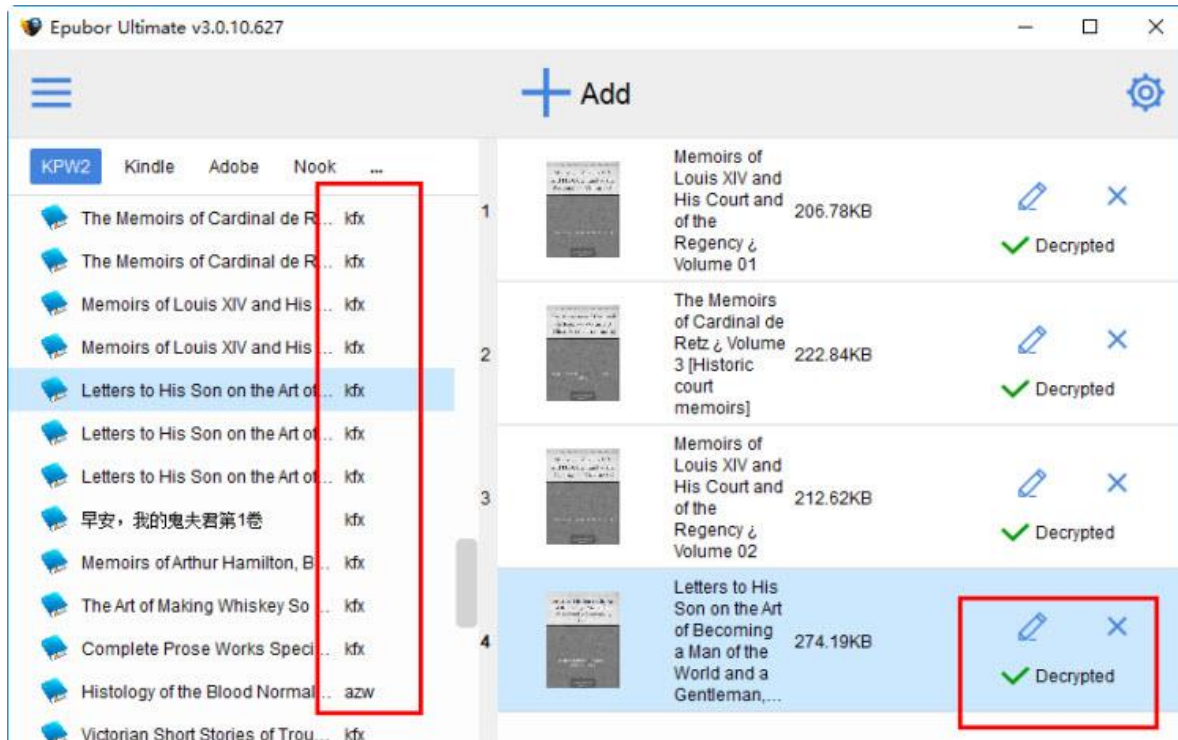 Epubor Ultimate v3.0.10.627
Add
KPW2 Kindle Adobe Nook ...
The Memoirs of Cardinal de R... kfx
The Memoirs of Cardinal de R... kfx
Memoirs of Louis XIV and His ... kfx
Memoirs of Louis XIV and His ... kfx
Letters to His Son on the Art of... kfx
Letters to His Son on the Art of... kfx
Letters to His Son on the Art of... kfx
早安，我的鬼夫君第1卷 kfx
Memoirs of Arthur Hamilton, B... kfx
The Art of Making Whiskey So ... kfx
Complete Prose Works Speci... kfx
Histology of the Blood Normal... azw
Victorian Short Stories of Trou... kfx
1
Memoirs of
Louis XIV and
His Court and
of the
Regency ¿
Volume 01
206.78KB
Decrypted
2
The Memoirs
of Cardinal de
Retz ¿ Volume
3 [Historic
court
memoirs]
222.84KB
Decrypted
3
Memoirs of
Louis XIV and
His Court and
of the
Regency ¿
Volume 02
212.62KB
Decrypted
4
Letters to His
Son on the Art
of Becoming
a Man of the
World and a
Gentleman,...
274.19KB
Decrypted